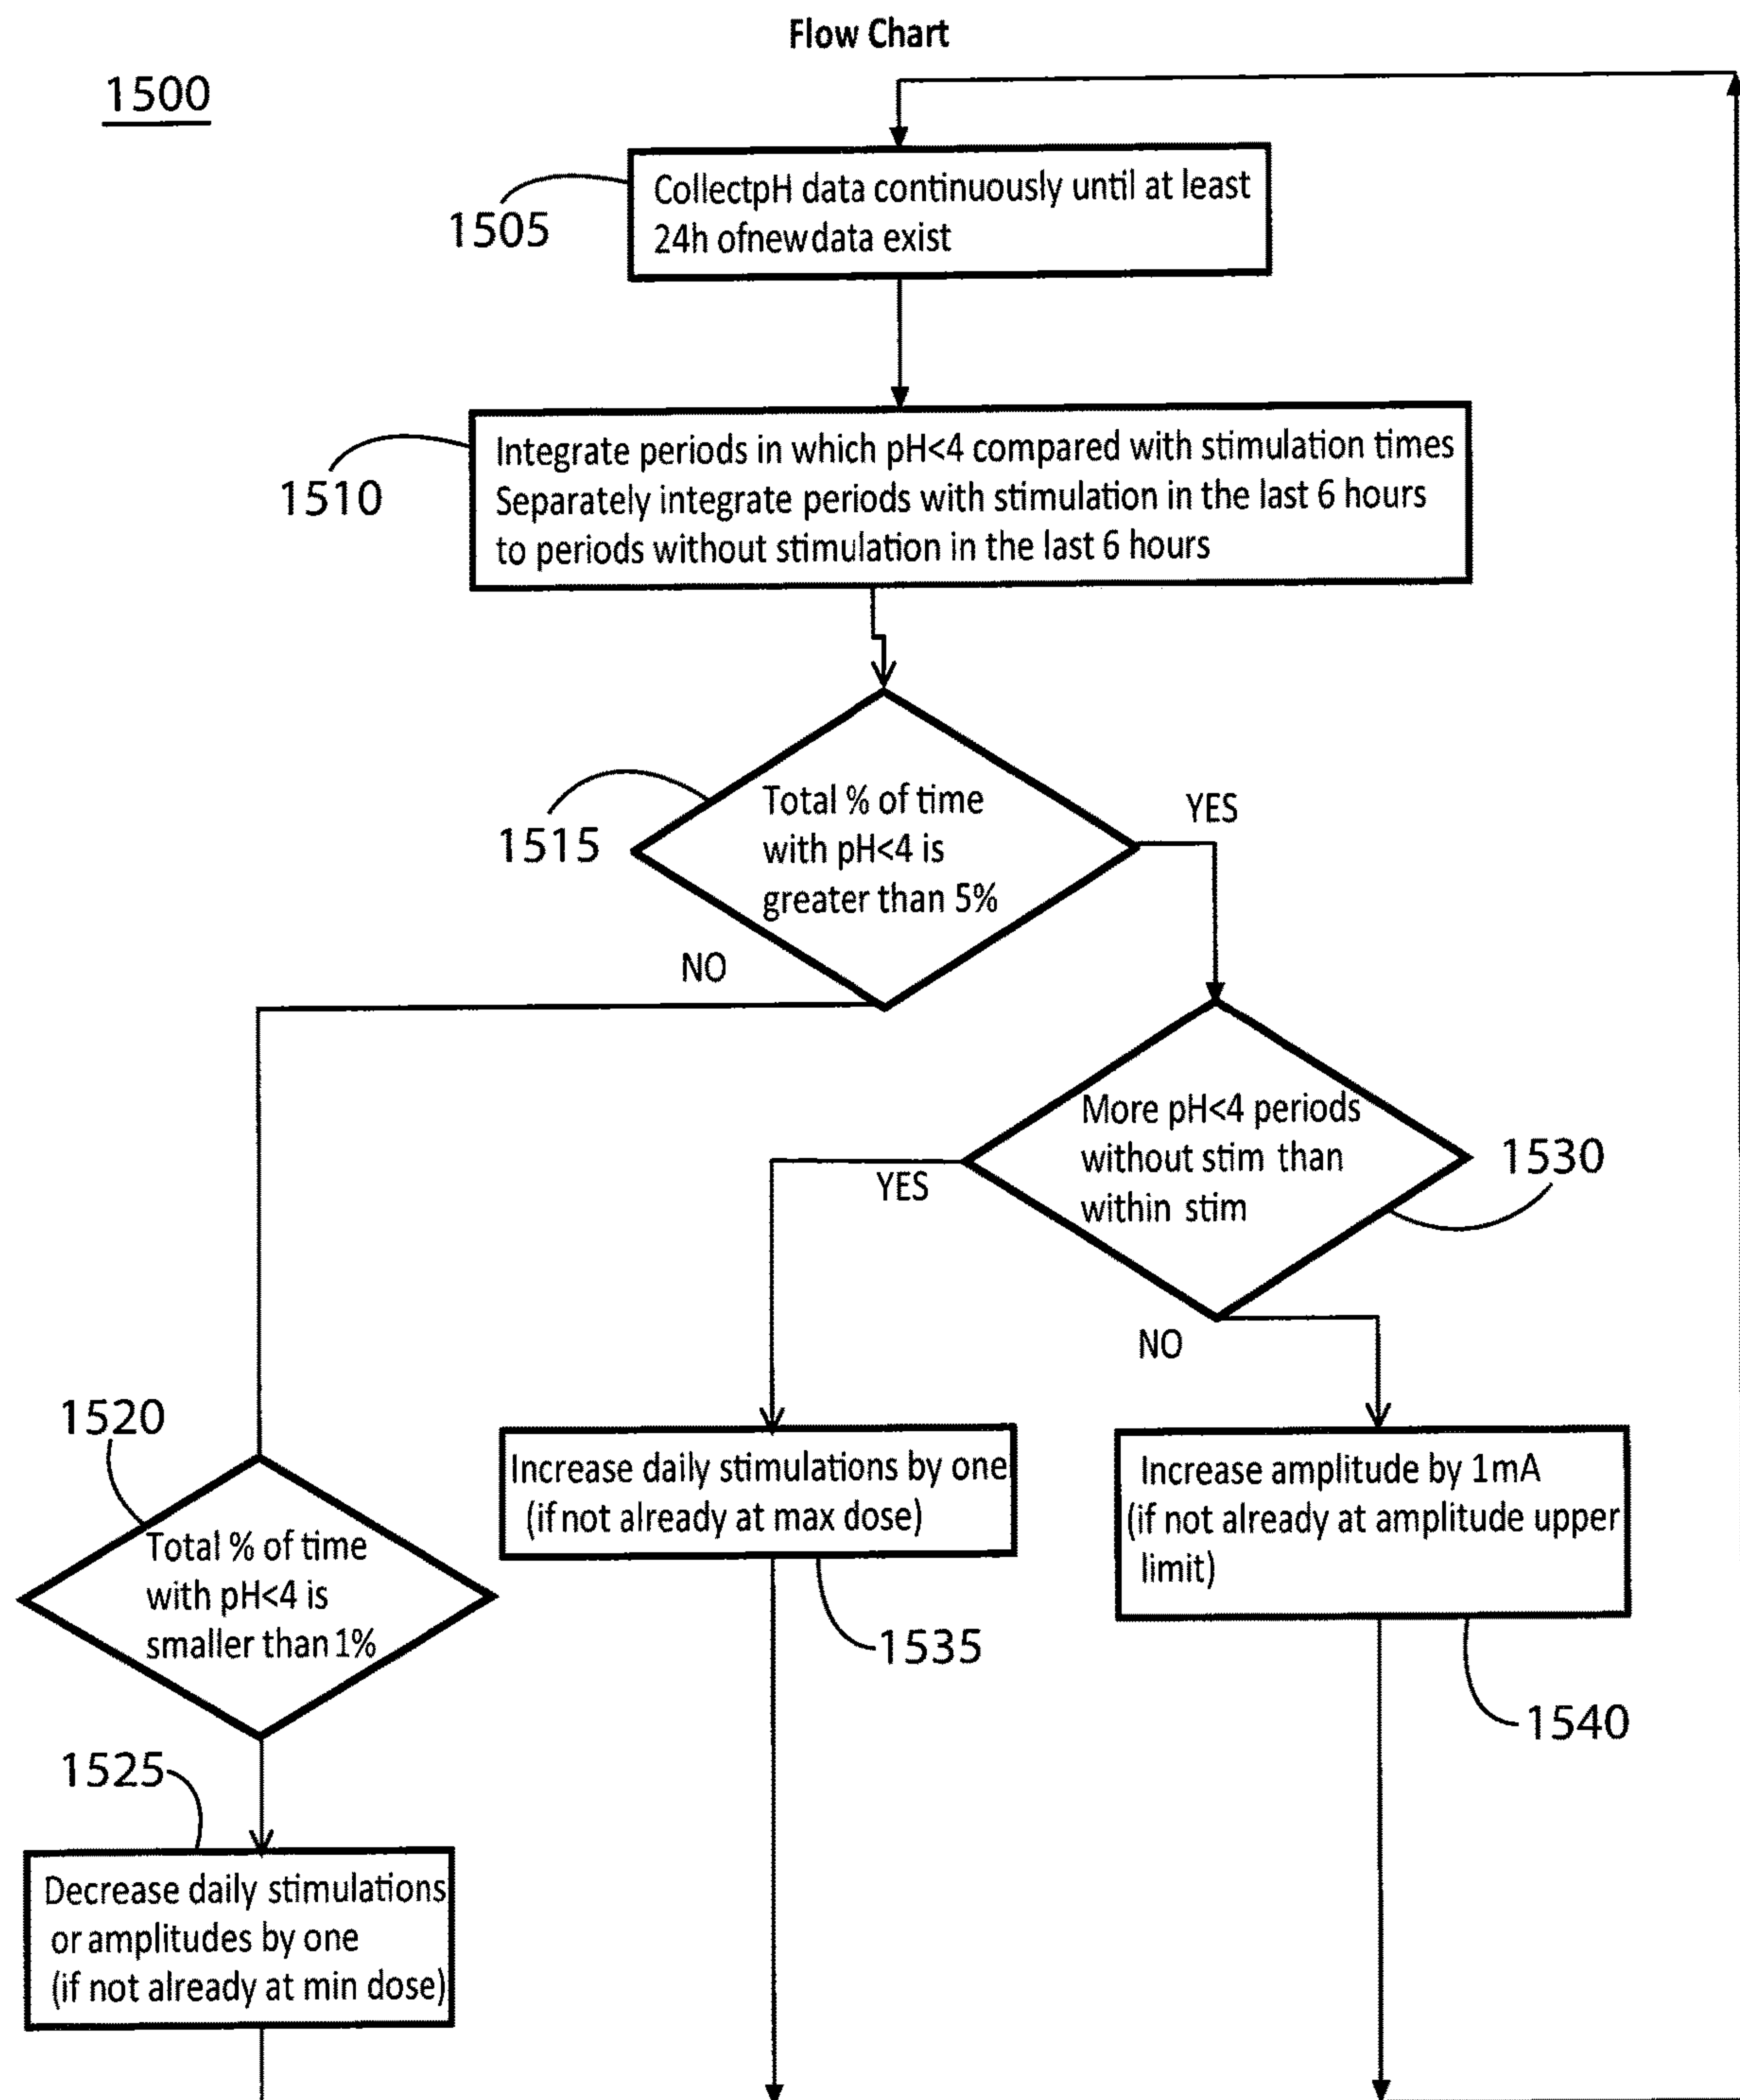 Flow Chart
1500
CollectpH data continuously until at least
24h ofnewdata exist
1505
Integrate periods in which pH<4 compared with stimulation times
Separately integrate periods with stimulation in the last 6 hours
to periods without stimulation in the last 6 hours
1510
Total % of time
with pH<4 is
greater than 5%
1515
YES
NO
More pH<4 periods
without stim than
within stim
1530
YES
NO
1520
Total % of time
with pH<4 is
smaller than 1%
Increase daily stimulations by one
(if not already at max dose)
1535
Increase amplitude by 1mA
(if not already at amplitude upper
limit)
1540
1525
Decrease daily stimulations
or amplitudes by one
(if not already at min dose)